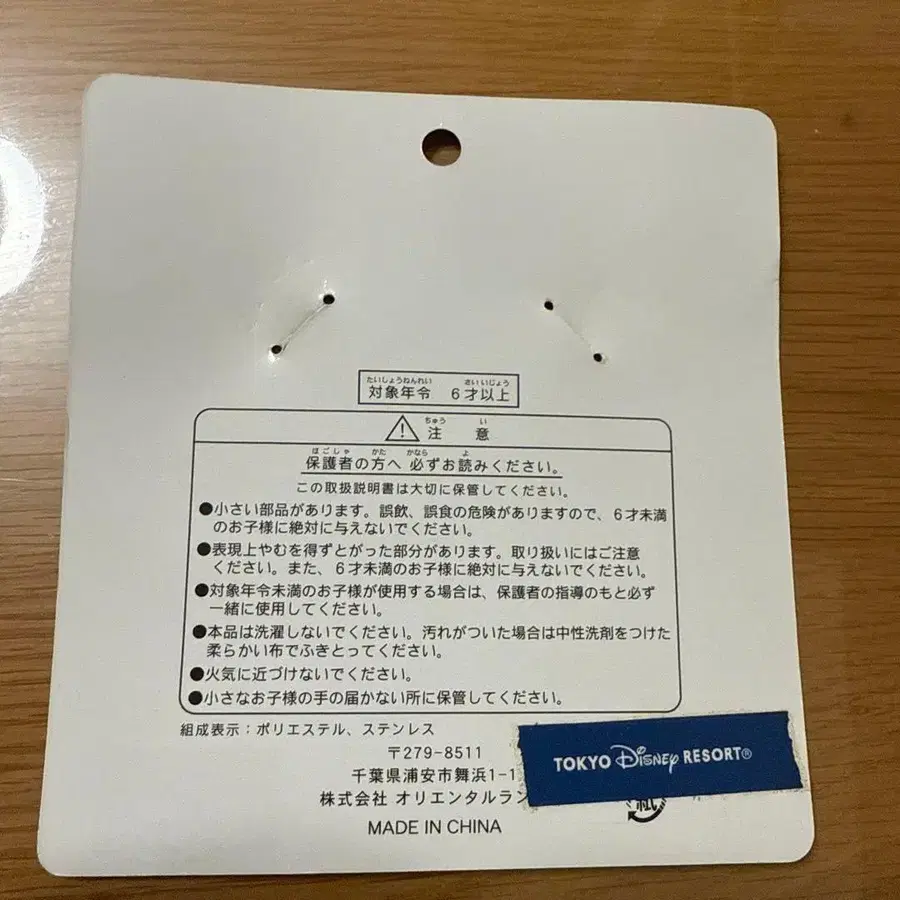 たいしょうねんれい さいいじょう
対象年令 6才以上
ちゅう い
注 意
ほごしゃ かた かなら よ
保護者の方へ 必ずお読みください。
この取扱説明書は大切に保管してください。
●小さい部品があります。誤飲、誤食の危険がありますので、6才未満
のお子様に絶対に与えないでください。
●表現上やむを得ずとがった部分があります。取り扱いにはご注意
ください。また、6才未満のお子様に絶対に与えないでください。
●対象年令未満のお子様が使用する場合は、保護者の指導のもと必ず
一緒に使用してください。
●本品は洗濯しないでください。汚れがついた場合は中性洗剤をつけた
柔らかい布でふきとってください。
●火気に近づけないでください。
●小さなお子様の手の届かない所に保管してください。
組成表示:ポリエステル、ステンレス
〒279-8511
千葉県浦安市舞浜1-1
株式会社 オリエンタルラン
MADE IN CHINA
TOKYO Disney RESORT®